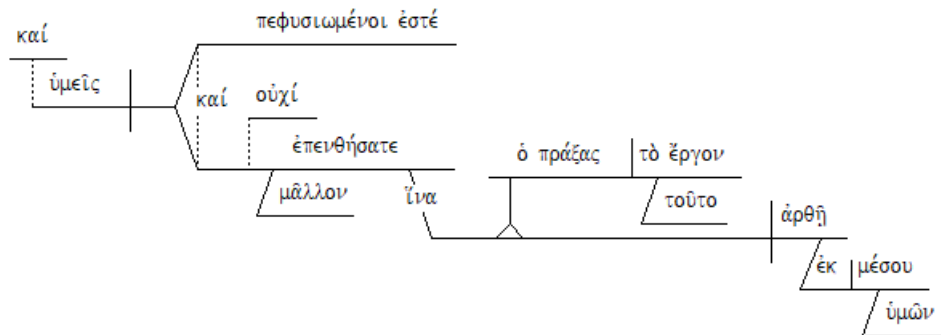 πεφυσιωμένοι ἐστέ
καί
ὑμεῖς
καί
οὐχί
ἐπενθήσατε
μᾶλλον
ἵνα
ὁ πράξας
τὸ ἔργον
τοῦτο
ἀρθῇ
ἐκ
μέσου
ὑμῶν